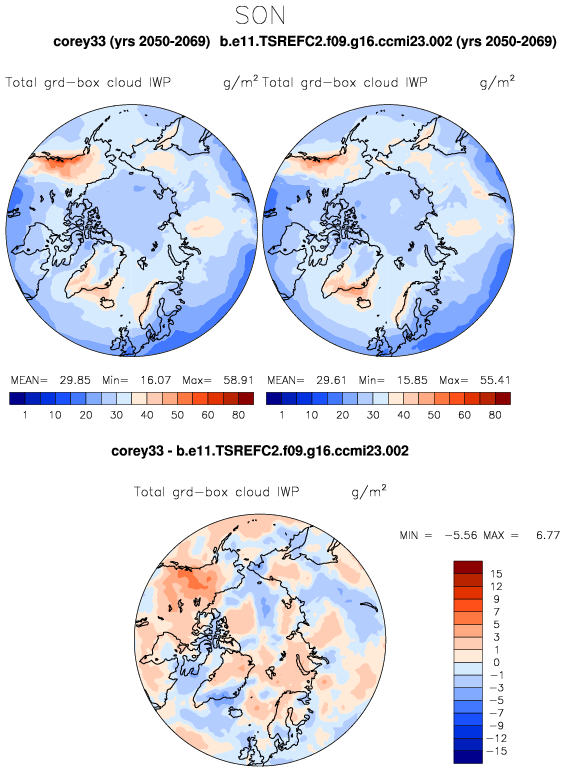 SON
corey33 (yrs 2050-2069) b.e11.TSREFC2.f09.g16.ccmi23.002 (yrs 2050-2069)
Total grd-box cloud IWP g/m² Total grd-box cloud IWP g/m²
MEAN= 29.85 Min= 16.07 Max= 58.91 MEAN= 29.61 Min= 15.85 Max= 55.41
1 10 20 30 40 50 60 80 1 10 20 30 40 50 60 80
corey33 - b.e11.TSREFC2.f09.g16.ccmi23.002
Total grd-box cloud IWP g/m²
MIN = -5.56 MAX = 6.77
15
12
9
7
5
3
1
0
-1
-3
-5
-7
-9
-12
-15